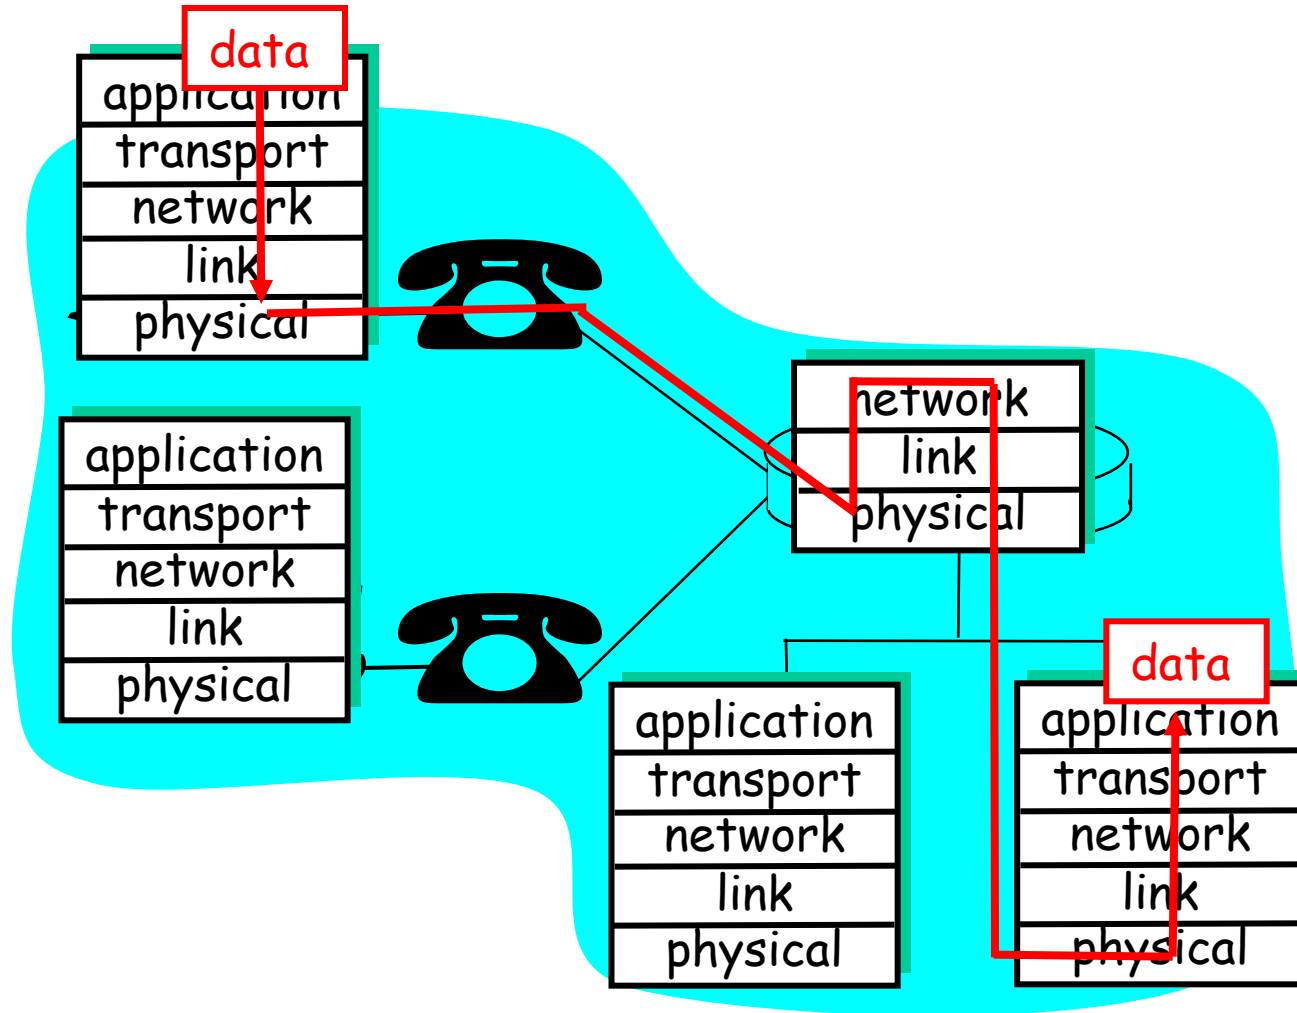 data
application
transport
network
link
physical
application
transport
network
link
physical
network
link
physical
application
transport
network
link
physical
data
application
transport
network
link
physical